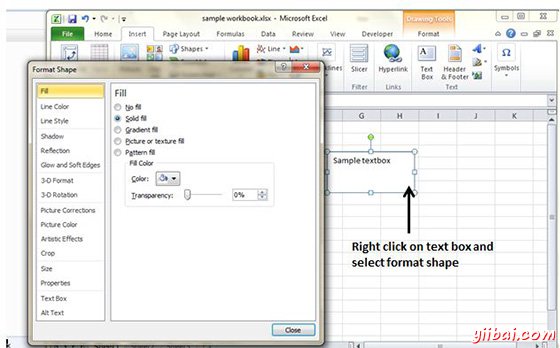 sample workbook.xlsx - Microsoft Excel
Drawing Tools
File
Home
Insert
Page Layout
Formulas
Data
Review
View
Format
Shapes
Line
Area
Slicer
Hyperlink
Text
Box
Header
& Footer
Symbols
Format Shape
Fill
Line Color
Line Style
Shadow
Reflection
Glow and Soft Edges
3-D Format
3-D Rotation
Picture Corrections
Picture Color
Artistic Effects
Crop
Size
Properties
Text Box
Alt Text
Fill
No fill
Solid fill
Gradient fill
Picture or texture fill
Pattern fill
Fill Color
Color:
Transparency:
0%
Close
G
H
I
J
K
Sample textbox
Right click on text box and
select format shape
yiibai.com